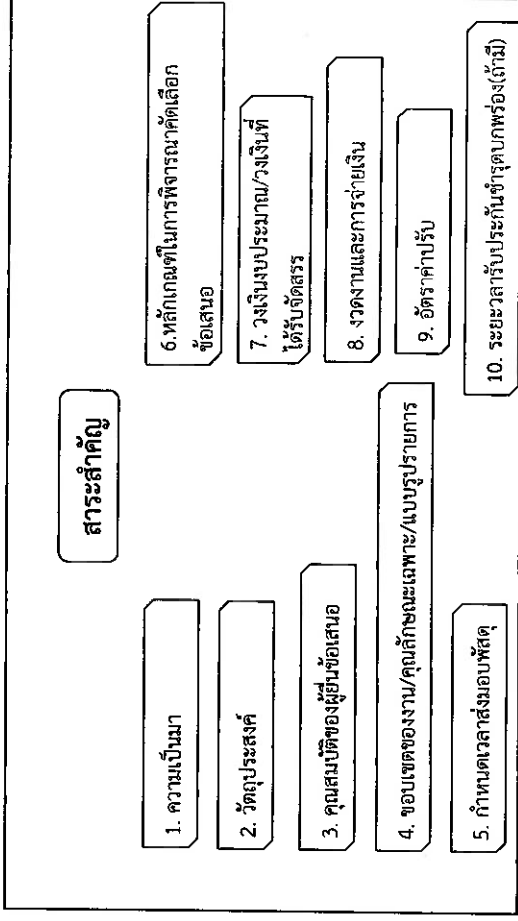 สาระสำคัญ
1. ความเป็นมา
2. วัตถุประสงค์
3. คุณสมบัติของผู้ยื่นข้อเสนอ
4. ขอบเขตของงาน/คุณลักษณะเฉพาะ/แบบรูปรายการ
5. กำหนดเวลาส่งมอบพัสดุ
6.หลักเกณฑ์ในการพิจารณาคัดเลือก
ข้อเสนอ
7. วงเงินงบประมาณ/วงเงินที่
ได้รับจัดสรร
8. งวดงานและการจ่ายเงิน
9. อัตราค่าปรับ
10. ระยะเวลารับประกันชำรุดบกพร่อง(ถ้ามี)